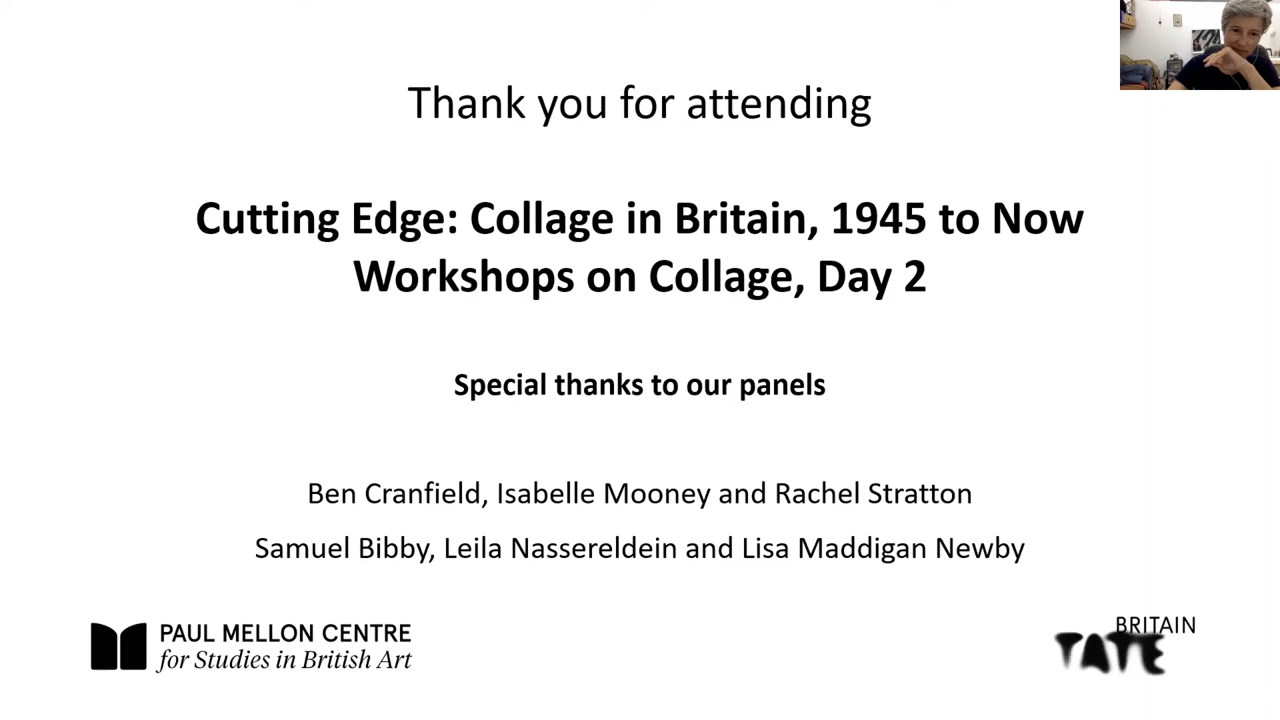 Thank you for attending
Cutting Edge: Collage in Britain, 1945 to Now
Workshops on Collage, Day 2
Special thanks to our panels
Ben Cranfield, Isabelle Mooney and Rachel Stratton
Samuel Bibby, Leila Nassereldein and Lisa Maddigan Newby
PAUL MELLON CENTRE
for Studies in British Art
BRITAIN
TATE